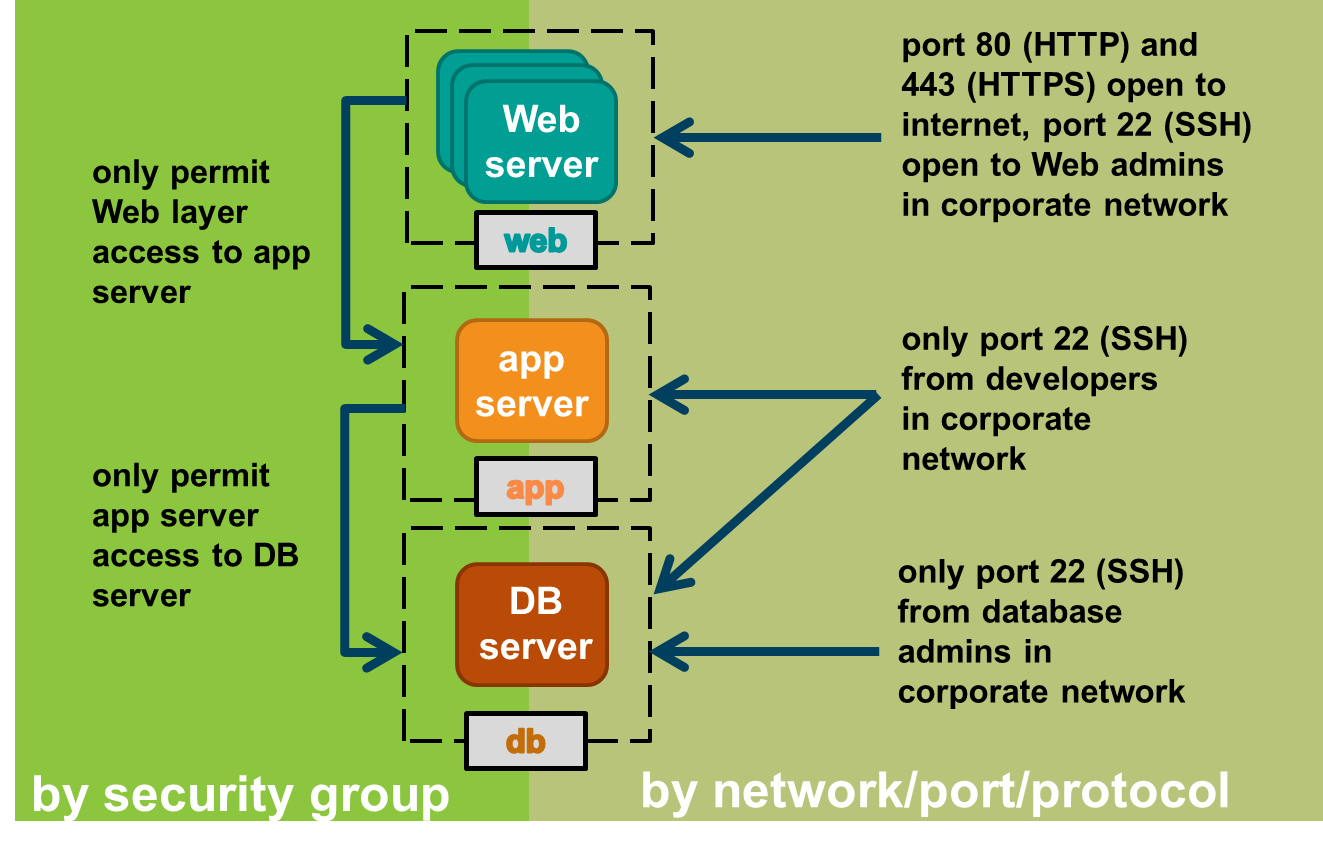 Web
server
web
port 80 (HTTP) and
443 (HTTPS) open to
internet, port 22 (SSH)
open to Web admins
in corporate network
only permit
Web layer
access to app
server
app
server
app
only port 22 (SSH)
from developers
in corporate
network
only permit
app server
access to DB
server
DB
server
db
only port 22 (SSH)
from database
admins in
corporate network
by security group
by network/port/protocol